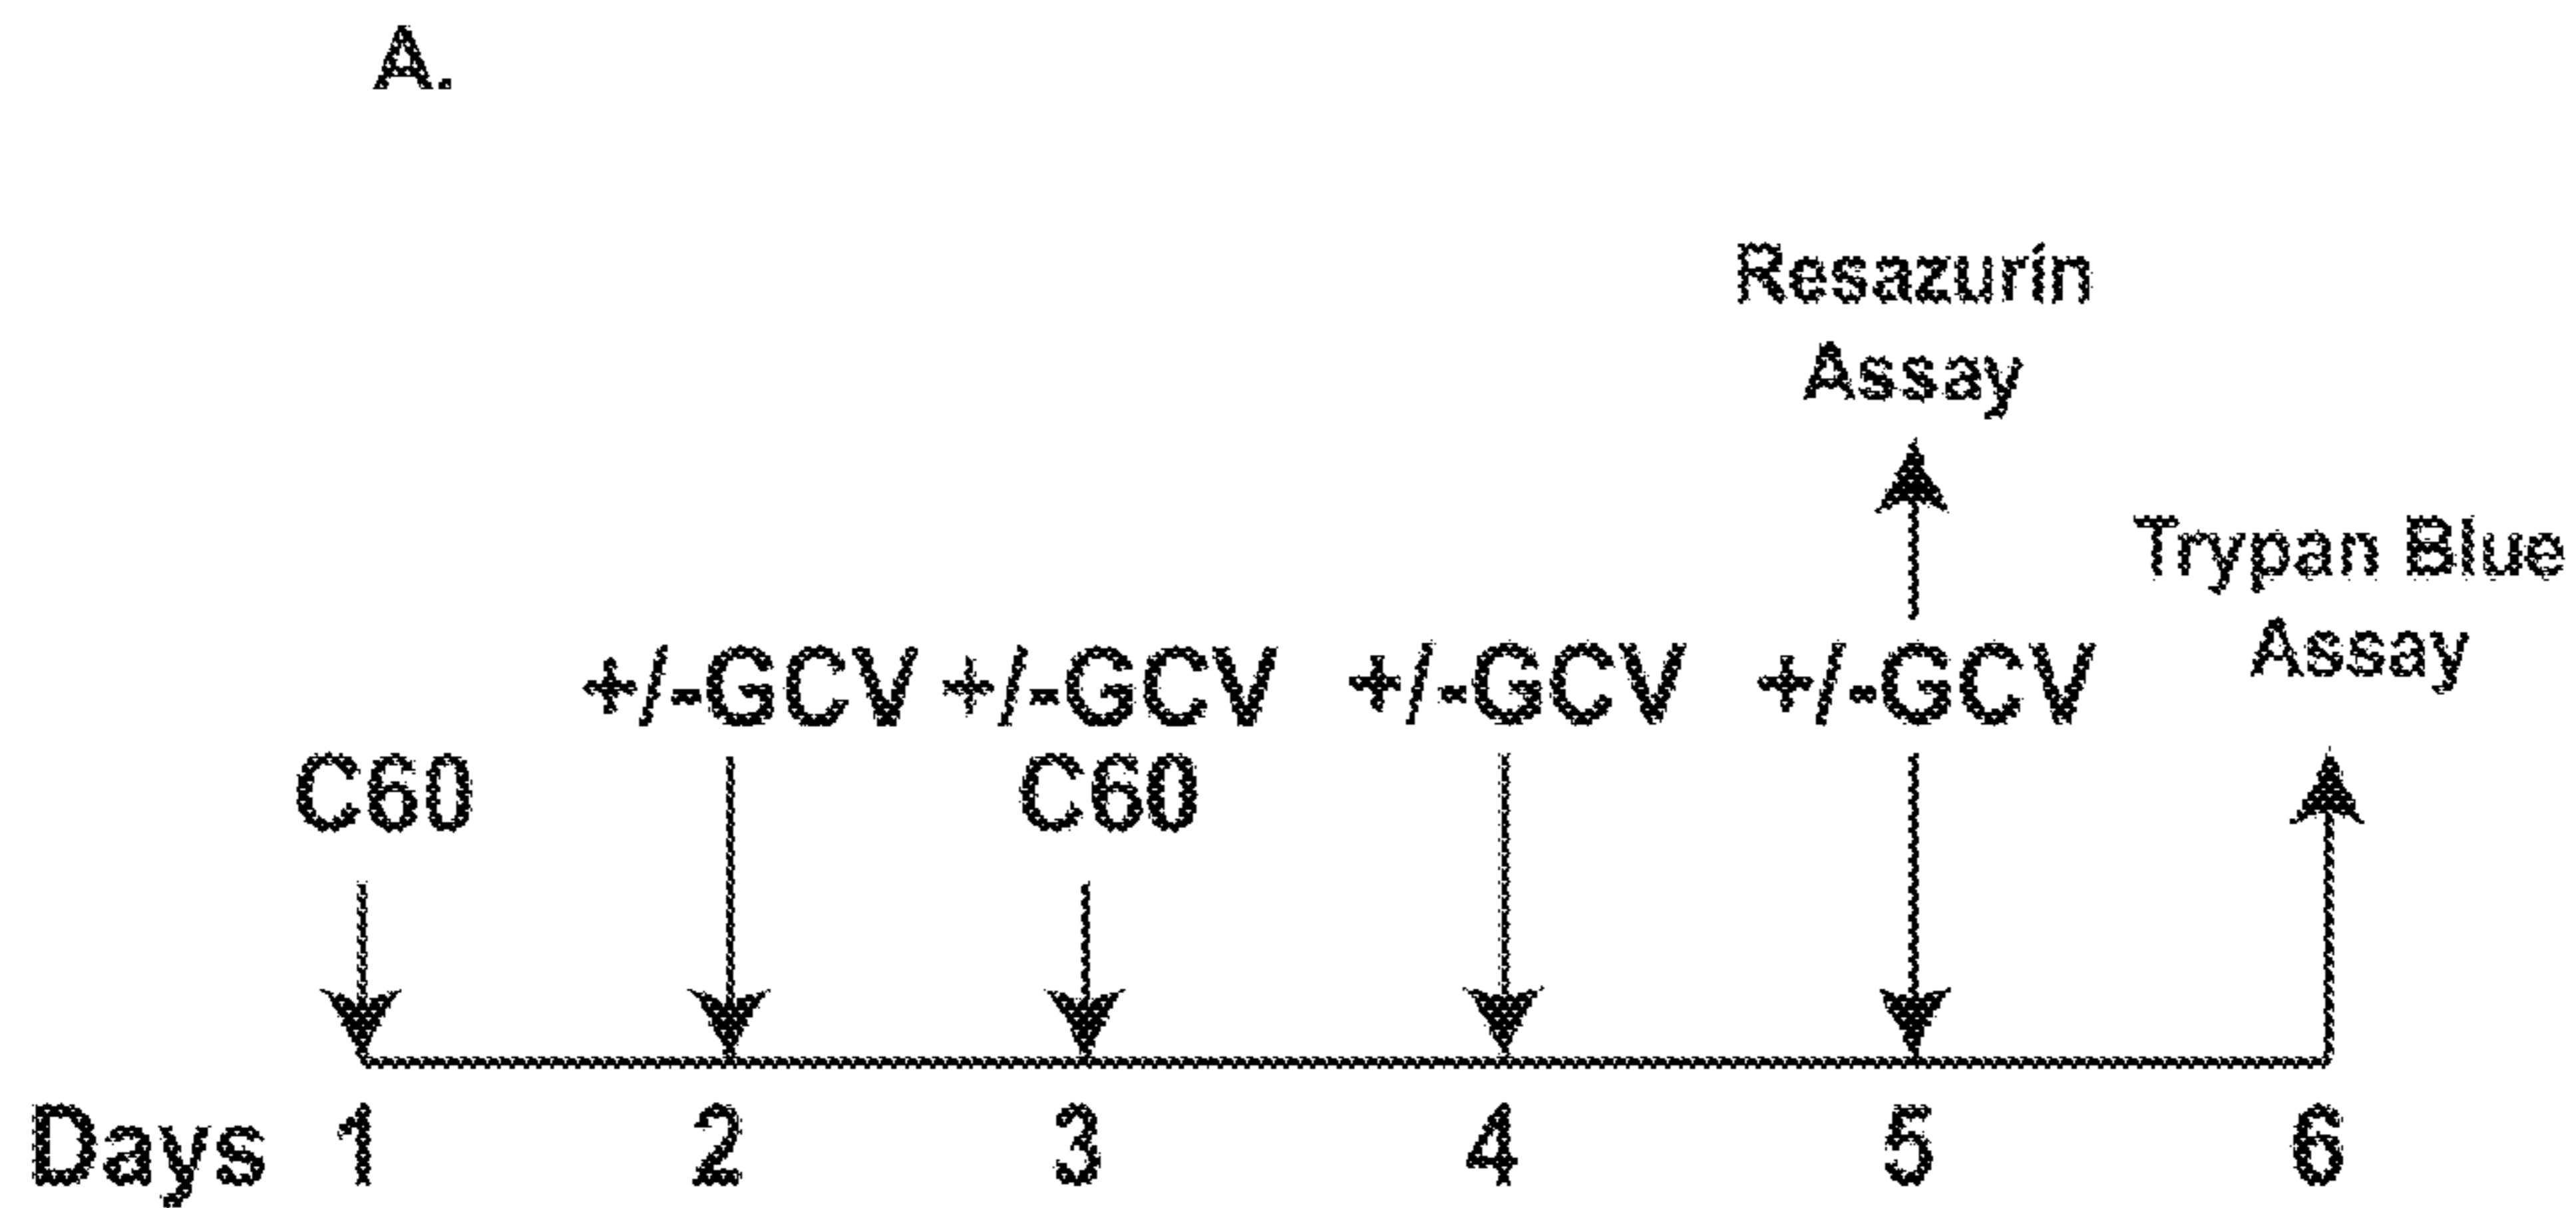 A.
Resazurin
Assay
Trypan Blue
Assay
+/-GCV +/-GCV +/-GCV +/-GCV
C60 C60
Days 1 2 3 4 5 6